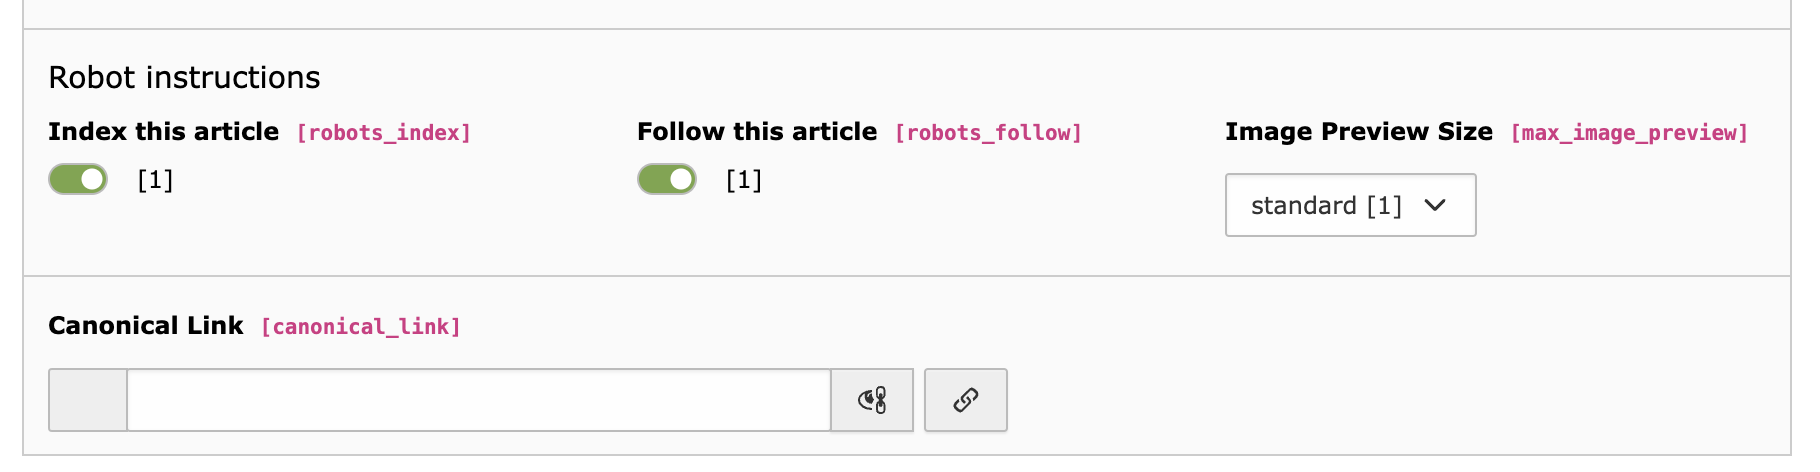 Robot instructions
Index this article [robots_index] Follow this article [robots_follow] Image Preview Size [max_image_preview]
[1] [1]
standard [1]
Canonical Link [canonical_link]